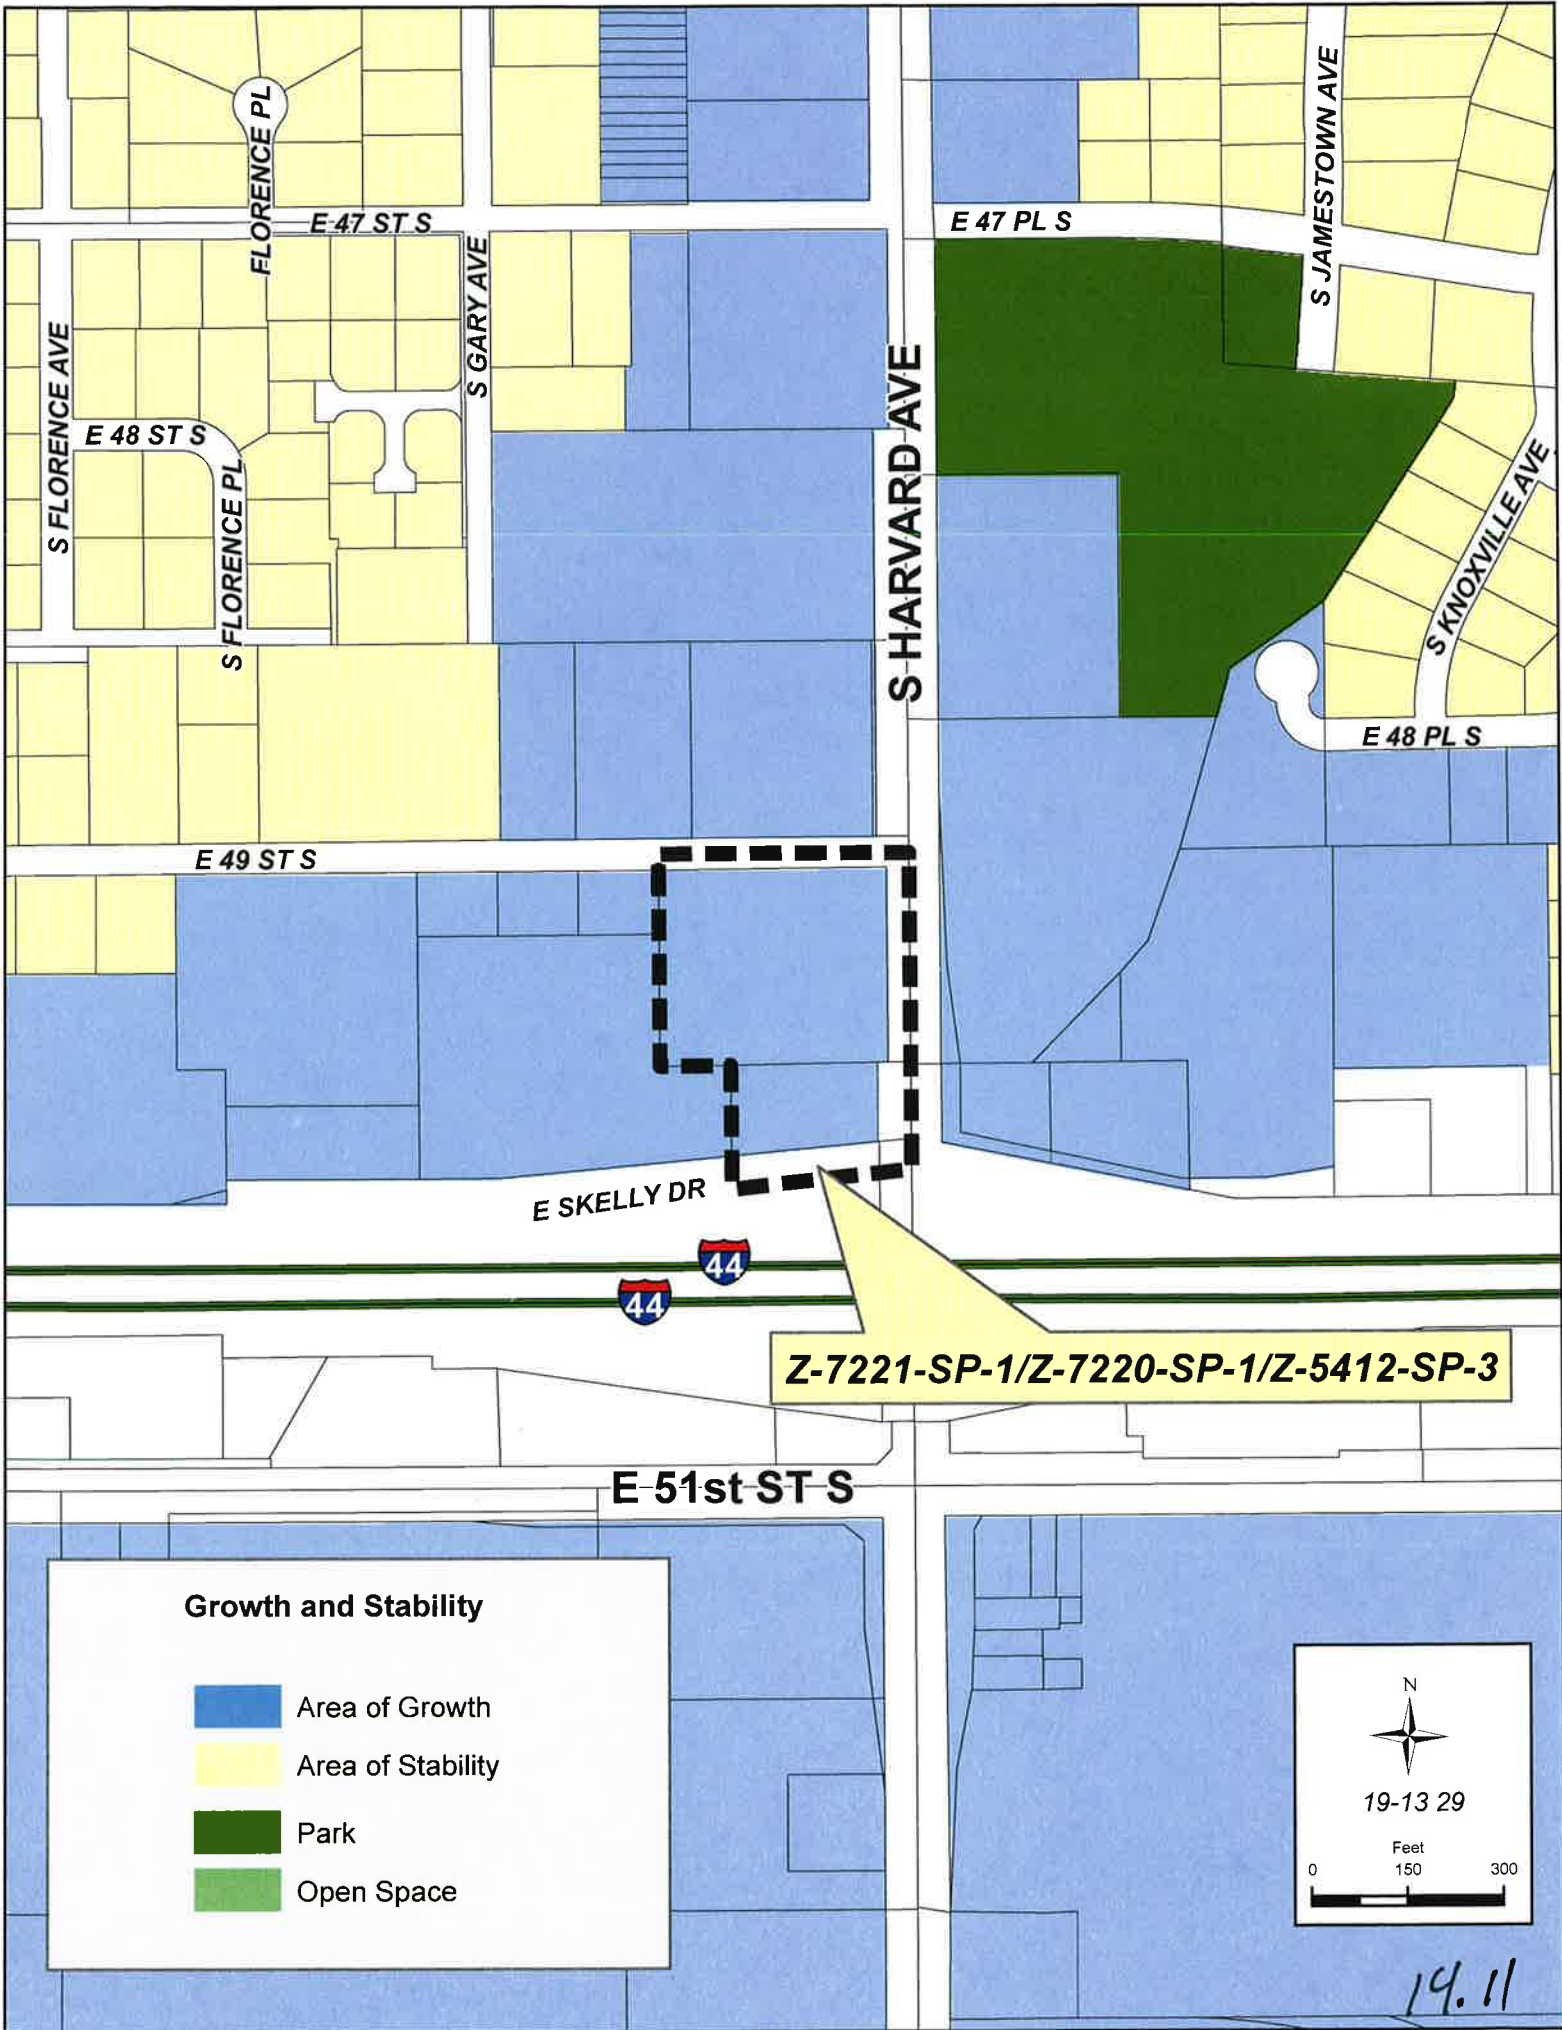 FLORENCE PL
S JAMESTOWN AVE
E 47 ST S
E 47 PL S
S GARY AVE
S FLORENCE AVE
E 48 ST S
S FLORENCE PL
S HARVARD AVE
S KNOXVILLE AVE
E 48 PL S
E 49 ST S
E SKELLY DR
44
44
Z-7221-SP-1/Z-7220-SP-1/Z-5412-SP-3
E 51st ST S
Growth and Stability
Area of Growth
Area of Stability
Park
Open Space
N
19-13 29
Feet
0 150 300
14.11